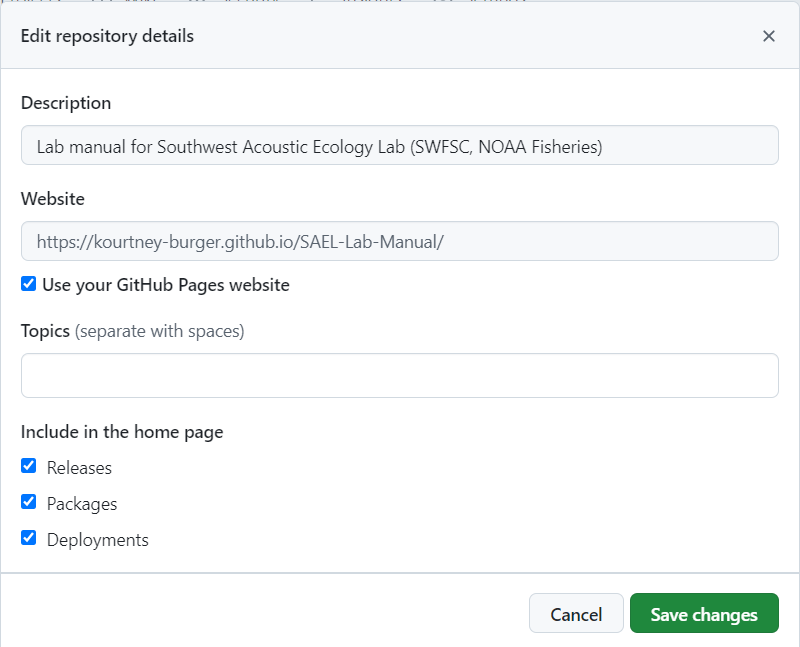 Edit repository details
Description
Lab manual for Southwest Acoustic Ecology Lab (SWFSC, NOAA Fisheries)
Website
https://kourtney-burger.github.io/SAEL-Lab-Manual/
Use your GitHub Pages website
Topics (separate with spaces)
Include in the home page
Releases
Packages
Deployments
Cancel
Save changes